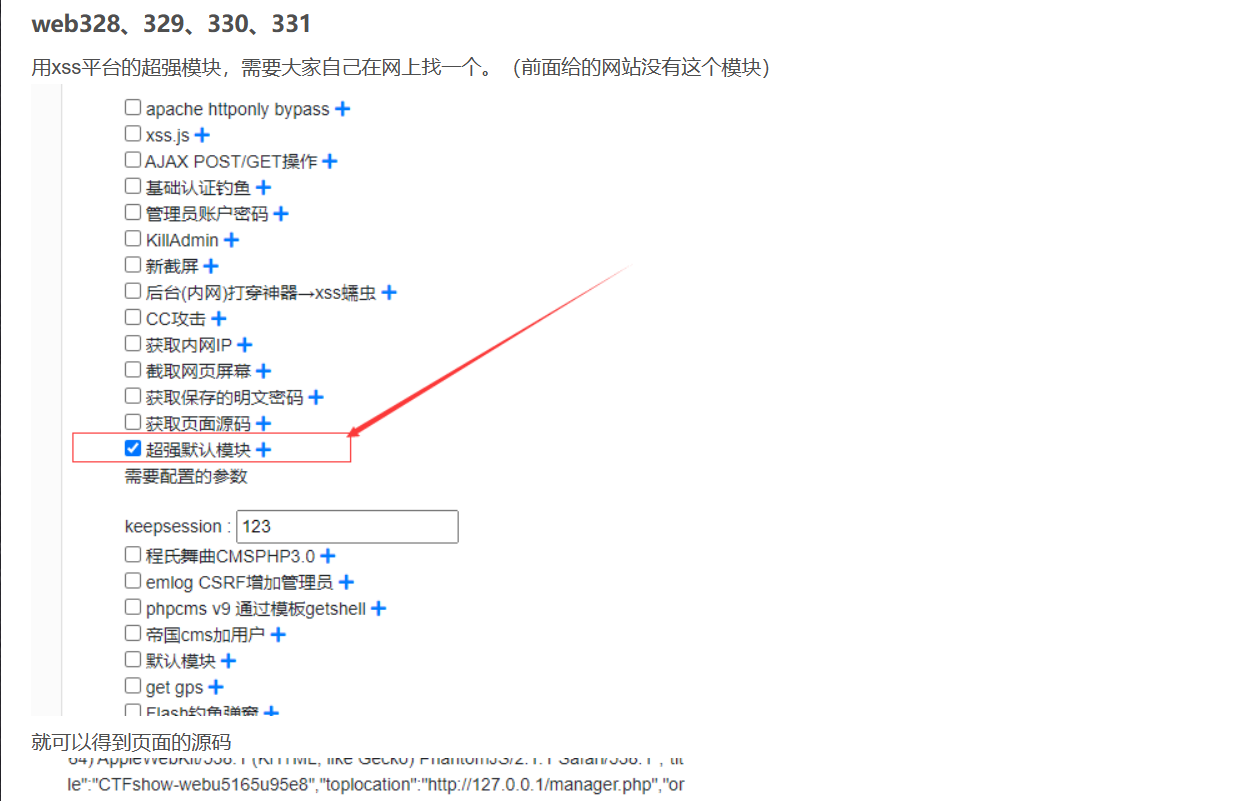 web328、329、330、331
用xss平台的超强模块，需要大家自己在网上找一个。（前面给的网站没有这个模块）
apache httponly bypass +
xss.js +
AJAX POST/GET操作 +
基础认证钓鱼 +
管理员账户密码 +
KillAdmin +
新截屏 +
后台(内网)打穿神器→xss蠕虫 +
CC攻击 +
获取内网IP +
截取网页屏幕 +
获取保存的明文密码 +
获取页面源码 +
超强默认模块 +
需要配置的参数
keepsession : 123
程氏舞曲CMSPHP3.0 +
emlog CSRF增加管理员 +
phpcms v9 通过模板getshell +
帝国cms加用户 +
默认模块 +
get gps +
Flash钓鱼弹窗 +
就可以得到页面的源码
64) AppleWebKit/538.1 (KHTML, like Gecko) PhantomJS/2.1.1 Safari/538.1","tit
le":"CTFshow-webu5165u95e8","toplocation":"http://127.0.0.1/manager.php","or